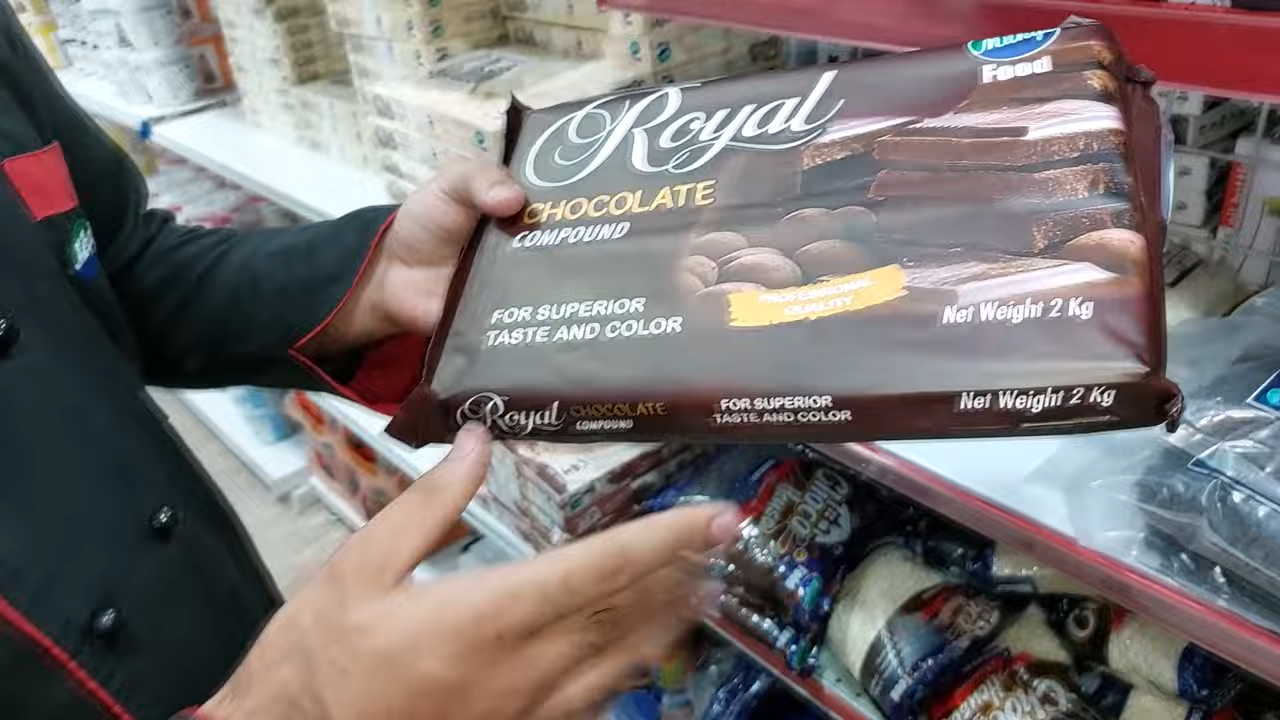 Food
Royal
CHOCOLATE
COMPOUND
PROFESSIONAL
QUALITY
FOR SUPERIOR
TASTE AND COLOR
Net Weight 2 Kg
Royal CHOCOLATE
COMPOUND
FOR SUPERIOR
TASTE AND COLOR
Net Weight 2 Kg
Choco